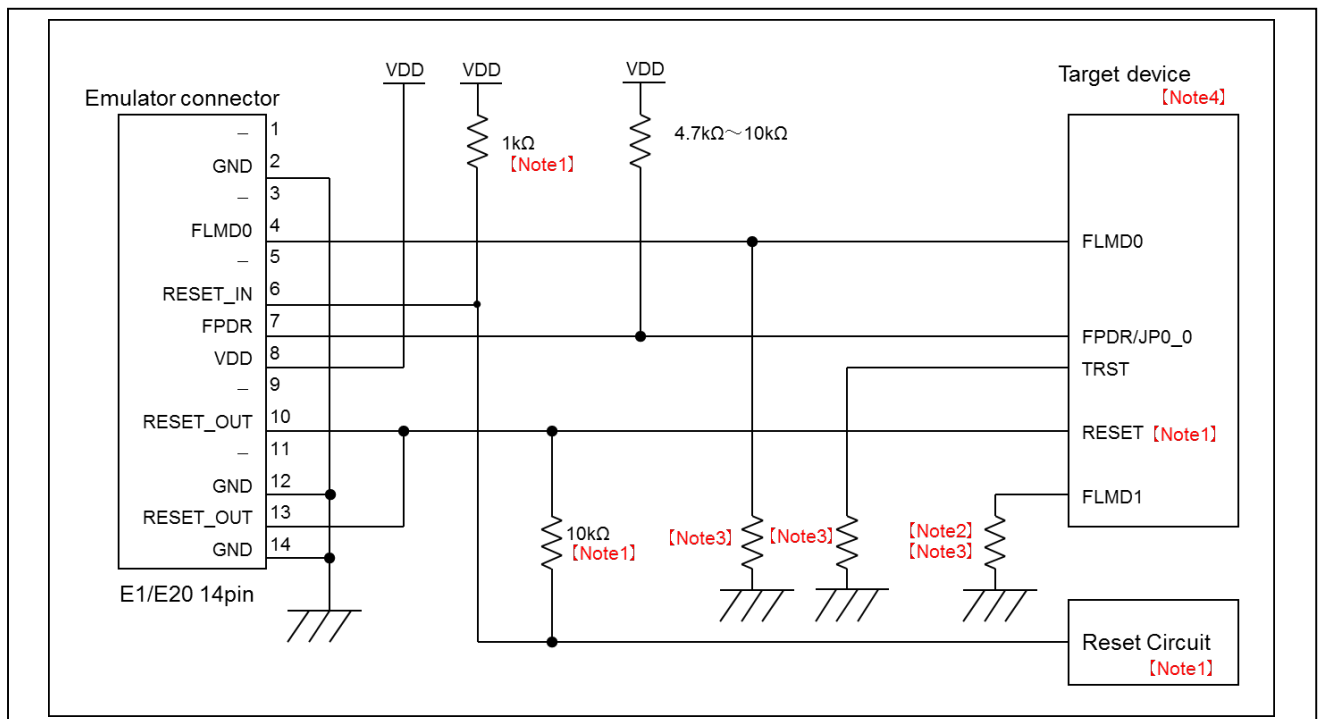 VDD VDD VDD
Emulator connector
Target device
【Note4】
– 1
GND 2
– 3
FLMD0 4
– 5
RESET_IN 6
FPDR 7
VDD 8
– 9
RESET_OUT 10
– 11
GND 12
RESET_OUT 13
GND 14
E1/E20 14pin
1kΩ
【Note1】
4.7kΩ～10kΩ
10kΩ
【Note1】
【Note3】
【Note3】
【Note2】
【Note3】
FLMD0
FPDR/JP0_0
TRST
RESET 【Note1】
FLMD1
Reset Circuit
【Note1】